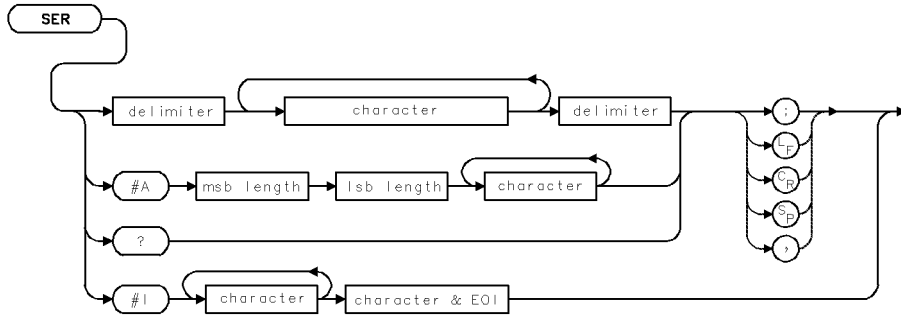 SER
delimiter character delimiter ;
LF
#A msb length lsb length character CR
SP
? ,
#I character character & EOI